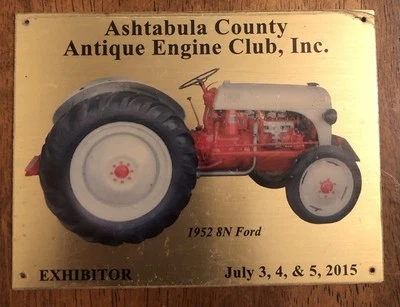 Ashtabula County
Antique Engine Club, Inc.
1952 8N Ford
EXHIBITOR July 3, 4, & 5, 2015